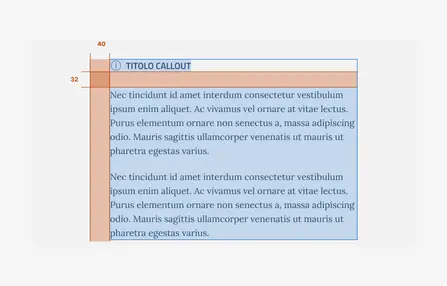 40
32
TITOLO CALLOUT
Nec tincidunt id amet interdum consectetur vestibulum
ipsum enim aliquet. Ac vivamus vel ornare at vitae lectus.
Purus elementum ornare non senectus a, massa adipiscing
odio. Mauris sagittis ullamcorper venenatis ut mauris ut
pharetra egestas varius.
Nec tincidunt id amet interdum consectetur vestibulum
ipsum enim aliquet. Ac vivamus vel ornare at vitae lectus.
Purus elementum ornare non senectus a, massa adipiscing
odio. Mauris sagittis ullamcorper venenatis ut mauris ut
pharetra egestas varius.